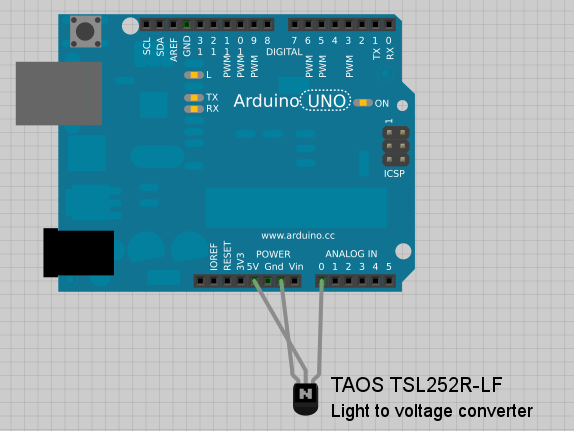 SCL
SDA
AREF
GND
13
12
PWM 11
PWM 10
PWM 9
8
7
PWM 6
PWM 5
4
PWM 3
2
TX 1
RX 0
DIGITAL
L
TX
RX
Arduino UNO
ON
1
ICSP
www.arduino.cc
POWER
ANALOG IN
IOREF
RESET
3V3
5V Gnd Vin
0 1 2 3 4 5
N
TAOS TSL252R-LF
Light to voltage converter